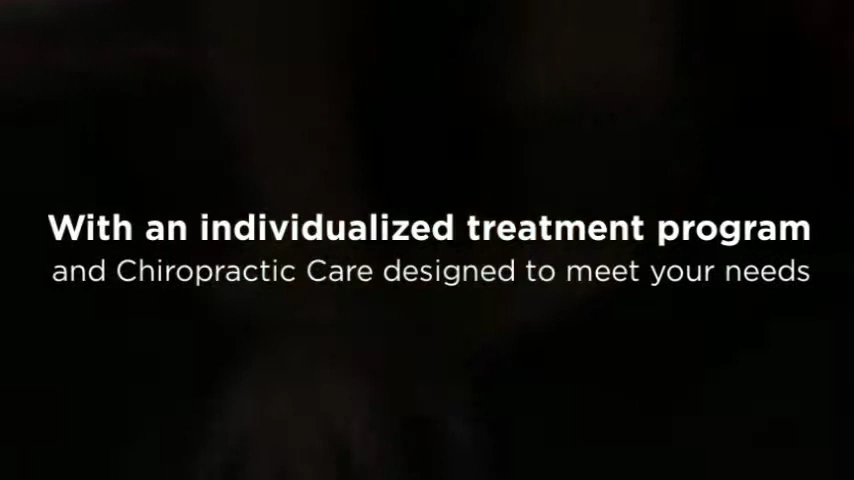 With an individualized treatment program
and Chiropractic Care designed to meet your needs